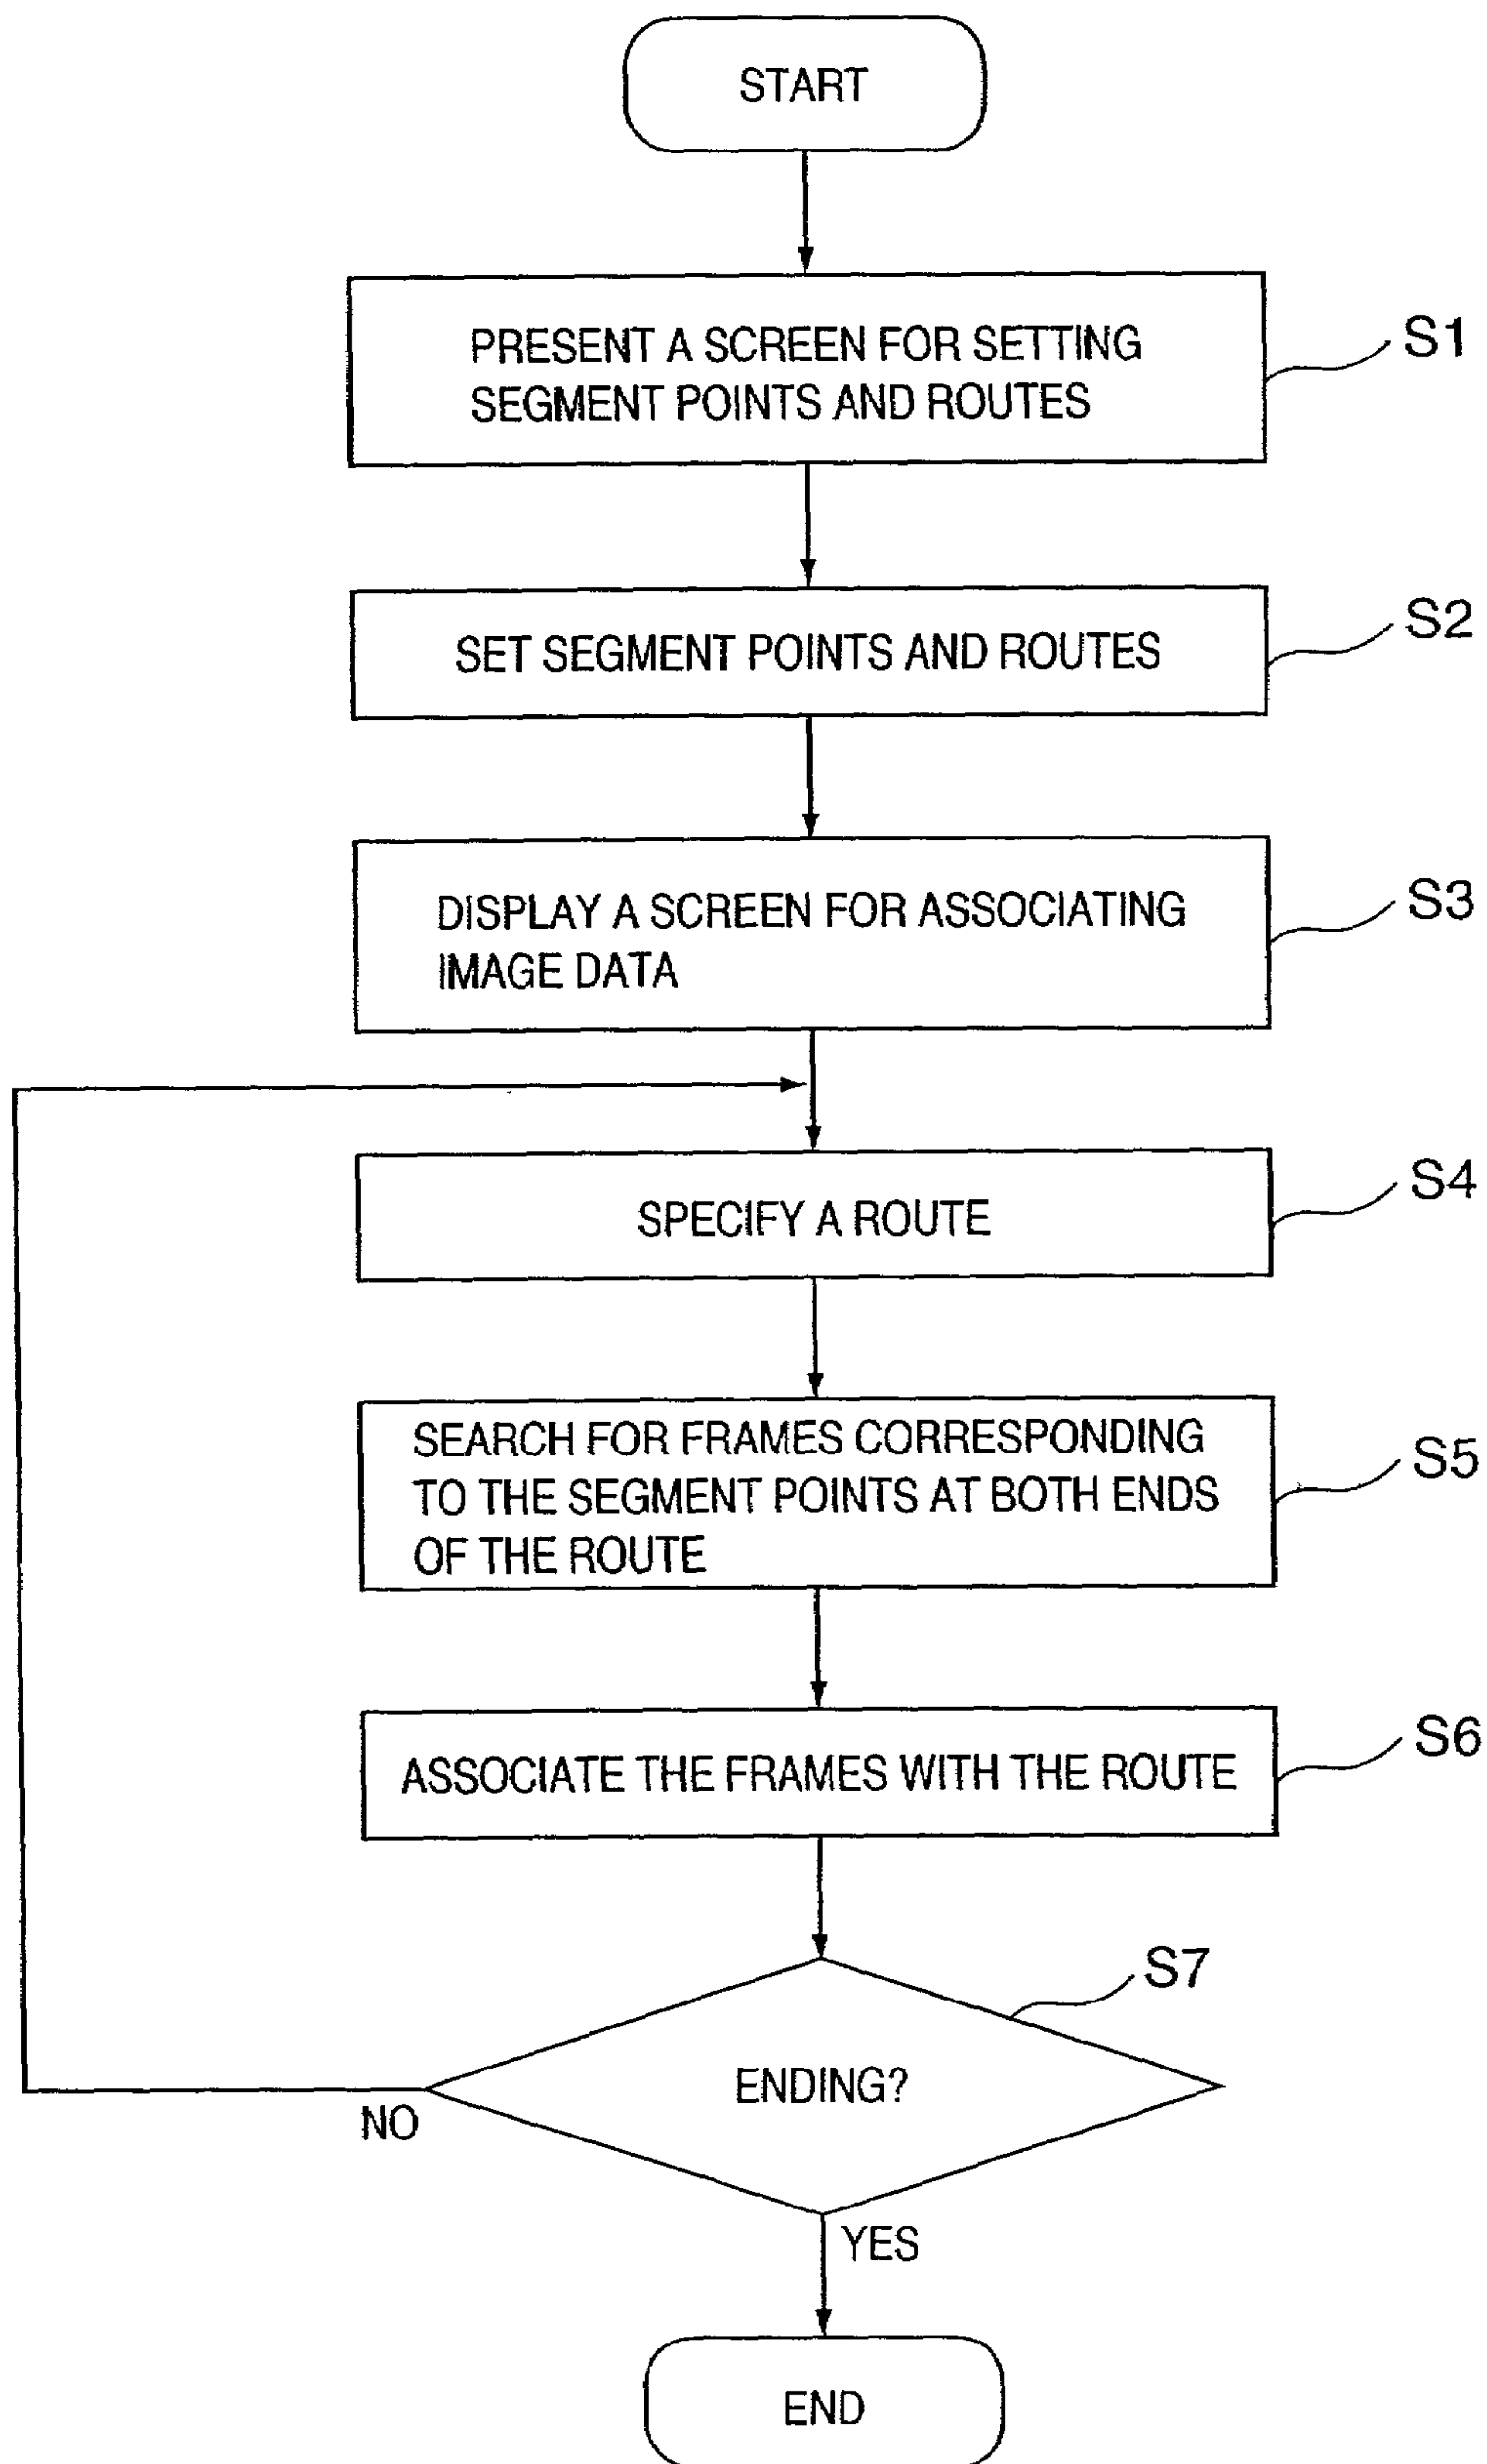 START
PRESENT A SCREEN FOR SETTING
SEGMENT POINTS AND ROUTES
S1
SET SEGMENT POINTS AND ROUTES
S2
DISPLAY A SCREEN FOR ASSOCIATING
IMAGE DATA
S3
SPECIFY A ROUTE
S4
SEARCH FOR FRAMES CORRESPONDING
TO THE SEGMENT POINTS AT BOTH ENDS
OF THE ROUTE
S5
ASSOCIATE THE FRAMES WITH THE ROUTE
S6
S7
ENDING?
NO
YES
END